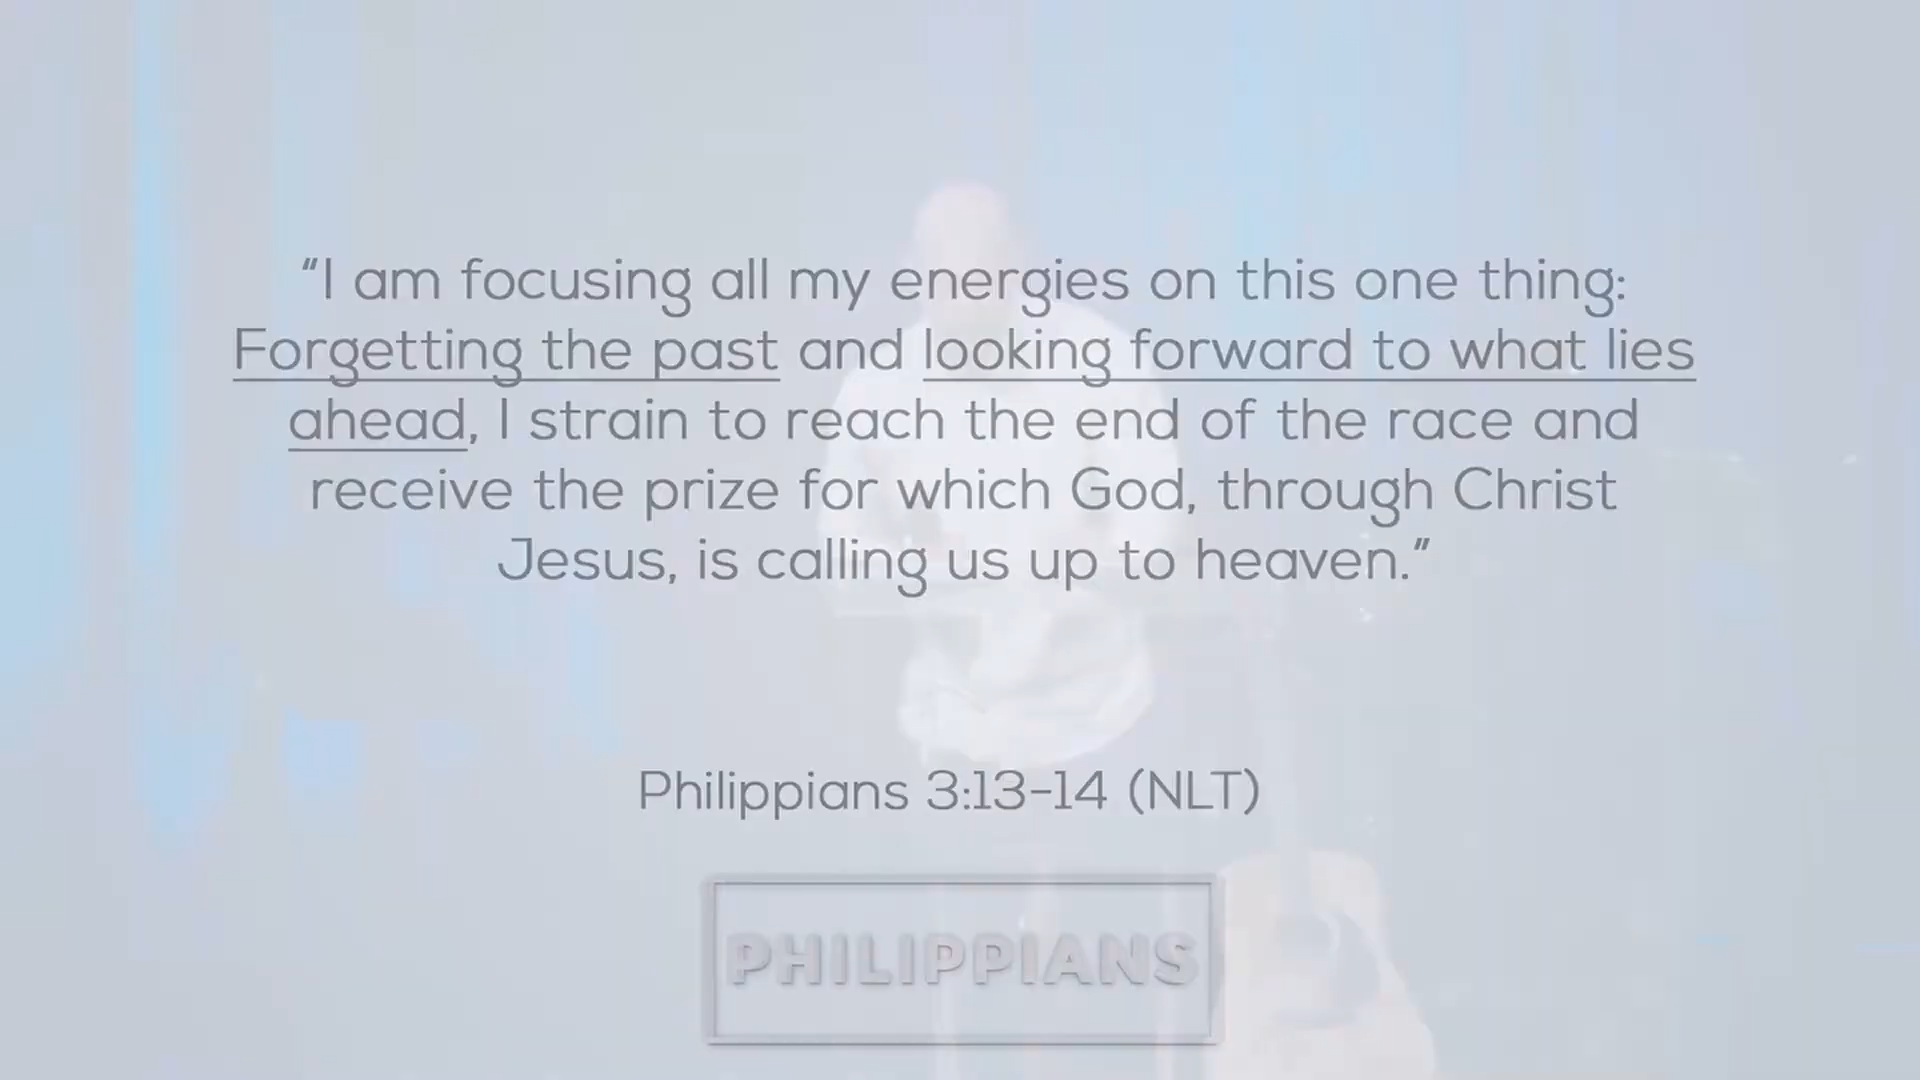 “I am focusing all my energies on this one thing:
Forgetting the past and looking forward to what lies
ahead, I strain to reach the end of the race and
receive the prize for which God, through Christ
Jesus, is calling us up to heaven.”
Philippians 3:13-14 (NLT)
PHILIPPIANS